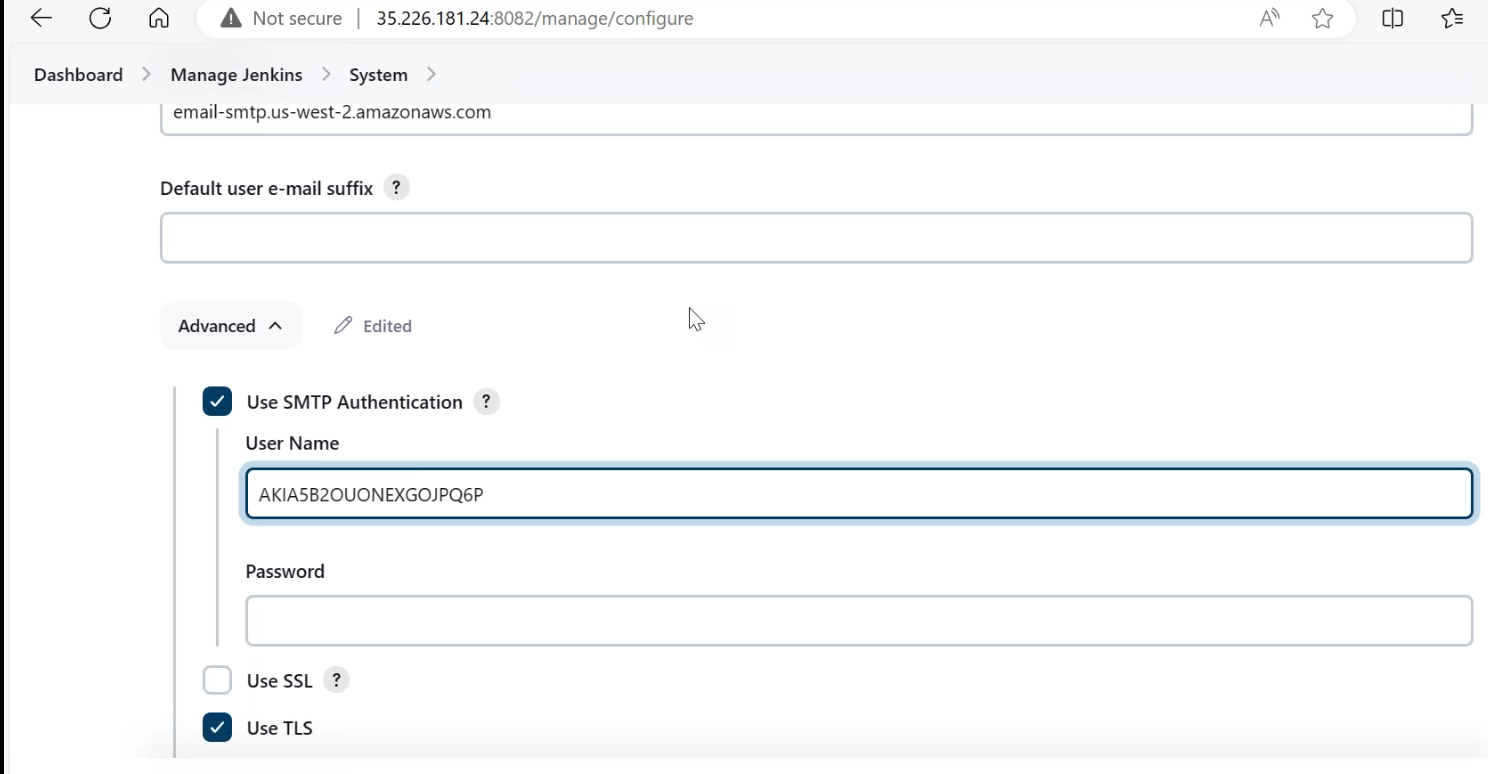 Not secure | 35.226.181.24:8082/manage/configure
Dashboard > Manage Jenkins > System >
email-smtp.us-west-2.amazonaws.com
Default user e-mail suffix ?
Advanced Edited
Use SMTP Authentication ?
User Name
AKIA5B2OUONEXGOJPQ6P
Password
Use SSL ?
Use TLS